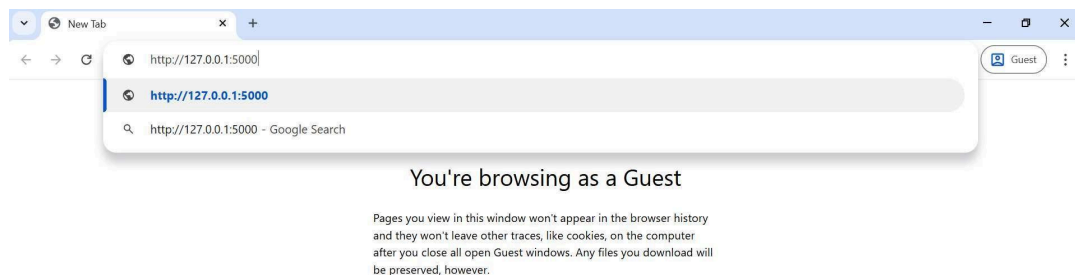 New Tab
http://127.0.0.1:5000
Guest
http://127.0.0.1:5000
http://127.0.0.1:5000 - Google Search
You're browsing as a Guest
Pages you view in this window won't appear in the browser history
and they won't leave other traces, like cookies, on the computer
after you close all open Guest windows. Any files you download will
be preserved, however.